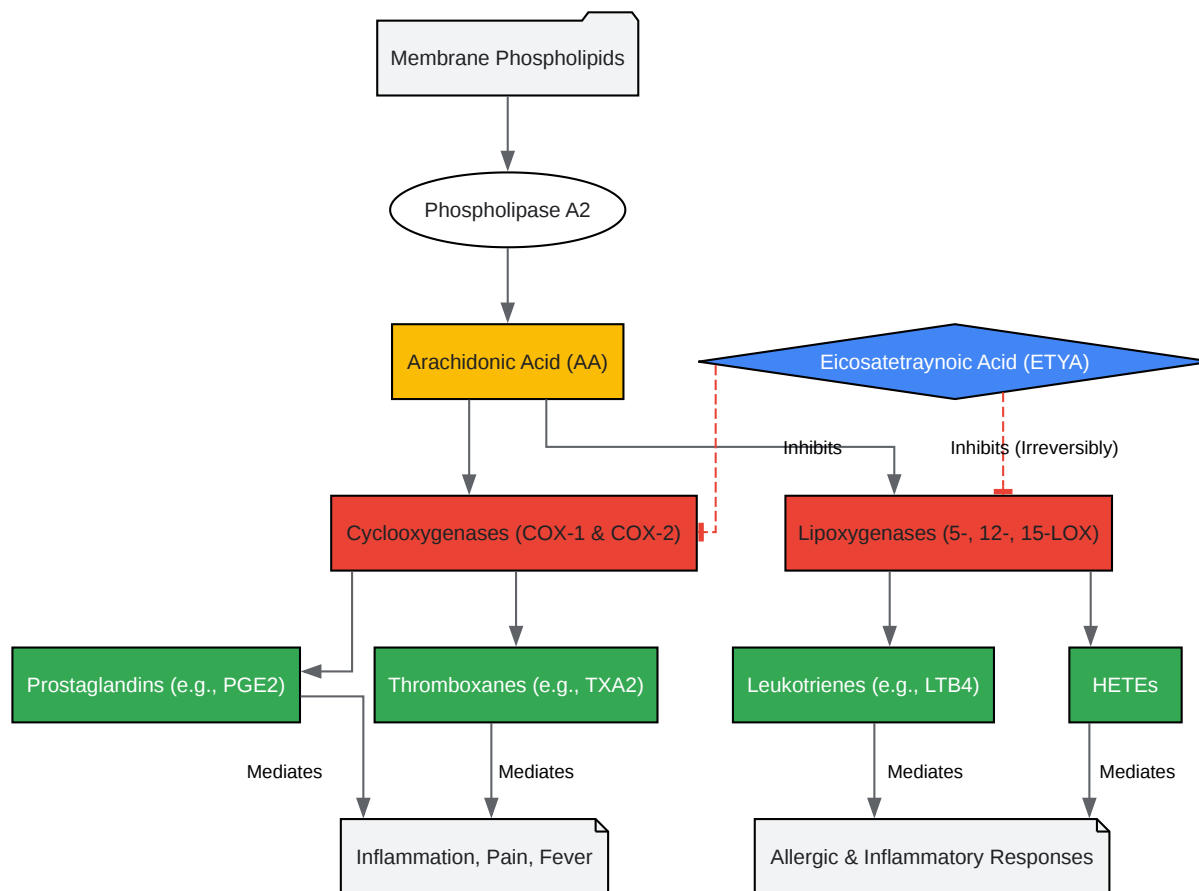 Membrane Phospholipids
Phospholipase A2
Arachidonic Acid (AA)
Eicosatetraynoic Acid (ETYA)
Inhibits
Inhibits (Irreversibly)
Cyclooxygenases (COX-1 & COX-2)
Lipoxygenases (5-, 12-, 15-LOX)
Prostaglandins (e.g., PGE2)
Thromboxanes (e.g., TXA2)
Leukotrienes (e.g., LTB4)
HETEs
Mediates
Mediates
Mediates
Mediates
Inflammation, Pain, Fever
Allergic & Inflammatory Responses